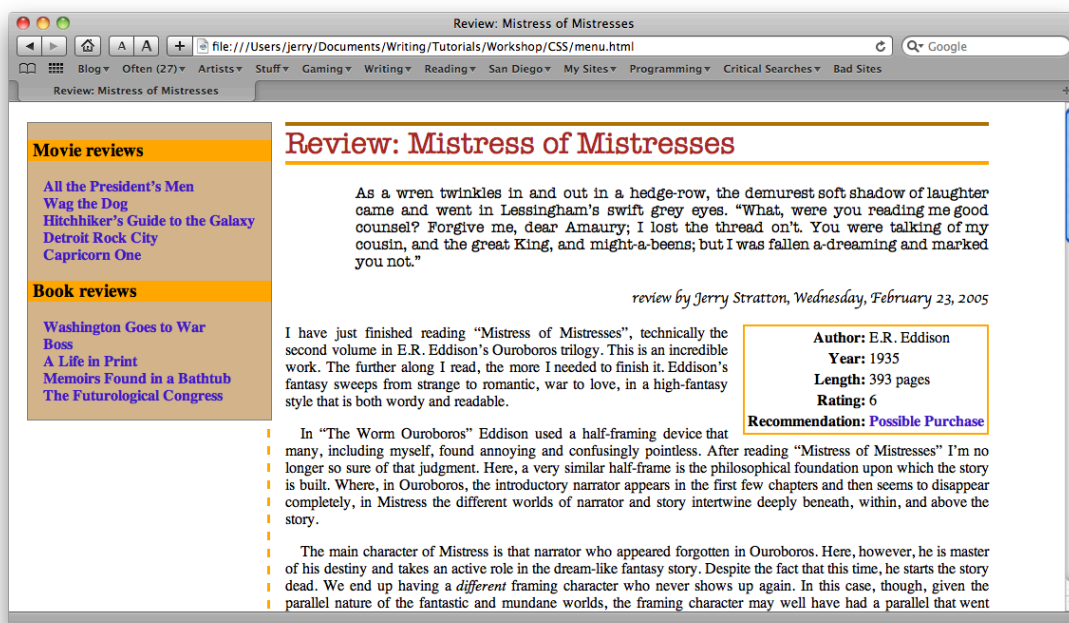 Review: Mistress of Mistresses
A A + file:///Users/jerry/Documents/Writing/Tutorials/Workshop/CSS/menu.html Google
Blog Often (27) Artists Stuff Gaming Writing Reading San Diego My Sites Programming Critical Searches Bad Sites
Review: Mistress of Mistresses
Movie reviews
All the President's Men
Wag the Dog
Hitchhiker's Guide to the Galaxy
Detroit Rock City
Capricorn One
Book reviews
Washington Goes to War
Boss
A Life in Print
Memoirs Found in a Bathtub
The Futurological Congress
Review: Mistress of Mistresses
As a wren twinkles in and out in a hedge-row, the demurest soft shadow of laughter
came and went in Lessingham's swift grey eyes. “What, were you reading me good
counsel? Forgive me, dear Amaury; I lost the thread on't. You were talking of my
cousin, and the great King, and might-a-beens; but I was fallen a-dreaming and marked
you not.”
review by Jerry Stratton, Wednesday, February 23, 2005
I have just finished reading “Mistress of Mistresses”, technically the
second volume in E.R. Eddison's Ouroboros trilogy. This is an incredible
work. The further along I read, the more I needed to finish it. Eddison's
fantasy sweeps from strange to romantic, war to love, in a high-fantasy
style that is both wordy and readable.
Author: E.R. Eddison
Year: 1935
Length: 393 pages
Rating: 6
Recommendation: Possible Purchase
In “The Worm Ouroboros” Eddison used a half-framing device that
many, including myself, found annoying and confusingly pointless. After reading “Mistress of Mistresses” I'm no
longer so sure of that judgment. Here, a very similar half-frame is the philosophical foundation upon which the story
is built. Where, in Ouroboros, the introductory narrator appears in the first few chapters and then seems to disappear
completely, in Mistress the different worlds of narrator and story intertwine deeply beneath, within, and above the
story.
The main character of Mistress is that narrator who appeared forgotten in Ouroboros. Here, however, he is master
of his destiny and takes an active role in the dream-like fantasy story. Despite the fact that this time, he starts the story
dead. We end up having a different framing character who never shows up again. In this case, though, given the
parallel nature of the fantastic and mundane worlds, the framing character may well have had a parallel that went